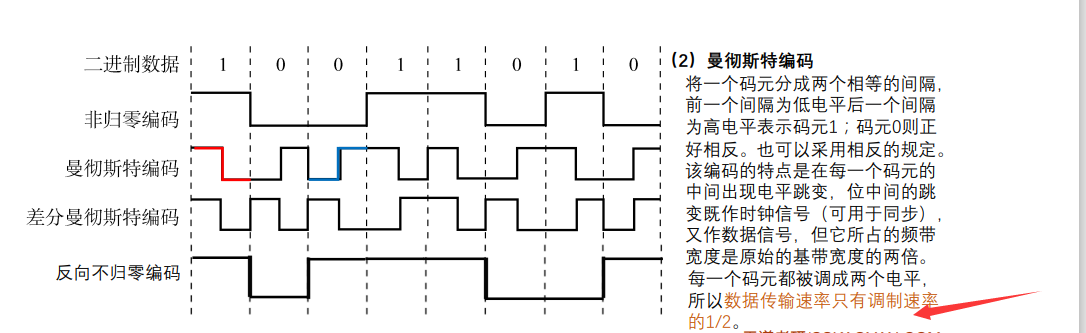 二进制数据 1 0 0 1 1 0 1 0
非归零编码
曼彻斯特编码
差分曼彻斯特编码
反向不归零编码
(2) 曼彻斯特编码
将一个码元分成两个相等的间隔,
前一个间隔为低电平后一个间隔
为高电平表示码元1；码元0则正
好相反。也可以采用相反的规定。
该编码的特点是在每一个码元的
中间出现电平跳变，位中间的跳
变既作时钟信号（可用于同步），
又作数据信号，但它所占的频带
宽度是原始的基带宽度的两倍。
每一个码元都被调成两个电平，
所以数据传输速率只有调制速率
的1/2。